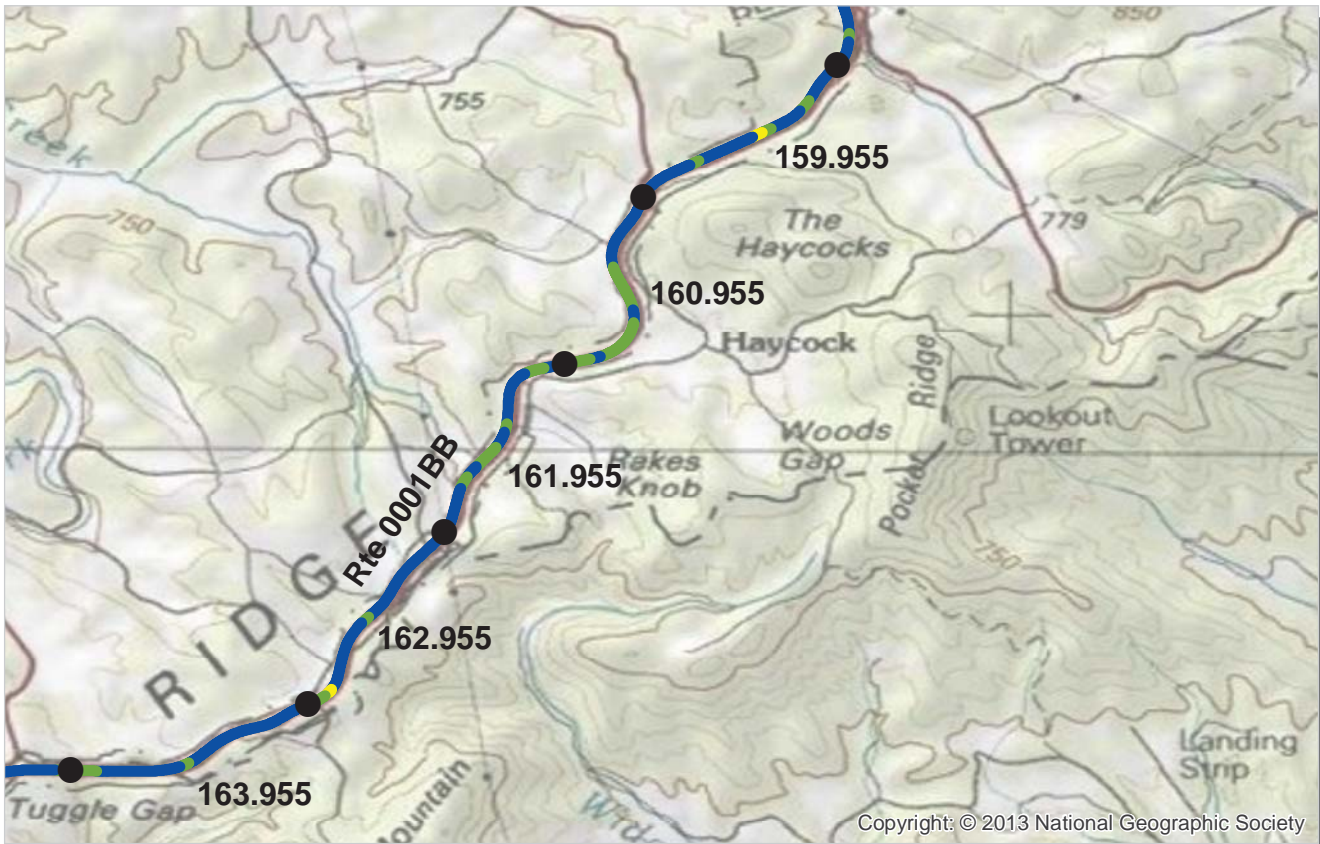 850
755
reek
159.955
750
The
Haycocks
779
160.955
Haycock
Ridge
Lookout
Tower
Woods
Gap
Rte 0001BB
161.955
Rakes
Knob
Pocker
750
RIDGE
162.955
Landing
Strip
163.955
Tuggle Gap
ountain
Copyright: © 2013 National Geographic Society